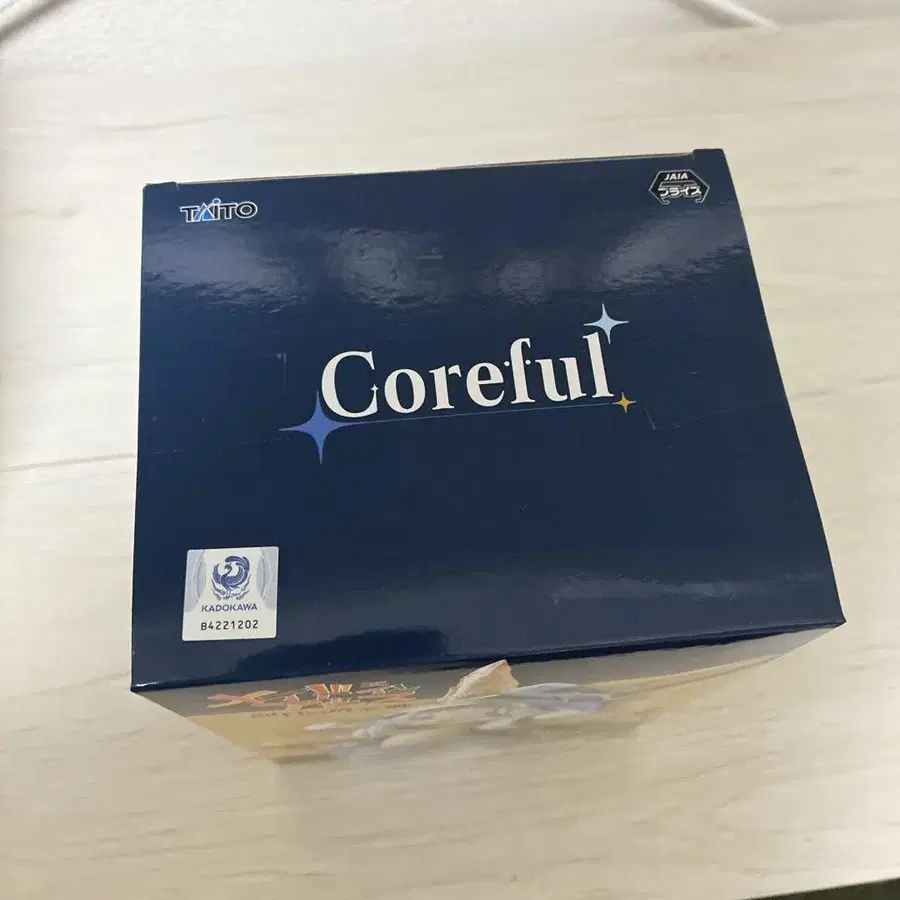 TAITO
JAIA
プライズ
Coreful
KADOKAWA
B4221202